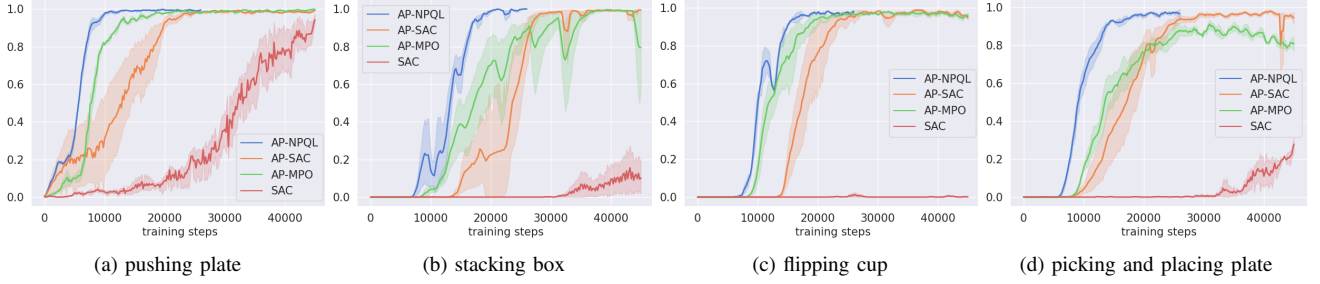 1.0
0.8
0.6
0.4
0.2
0.0
AP-NPQL
AP-SAC
AP-MPO
SAC
0 10000 20000 30000 40000
training steps
(a) pushing plate
1.0
0.8
0.6
0.4
0.2
0.0
AP-NPQL
AP-SAC
AP-MPO
SAC
0 10000 20000 30000 40000
training steps
(b) stacking box
1.0
0.8
0.6
0.4
0.2
0.0
AP-NPQL
AP-SAC
AP-MPO
SAC
0 10000 20000 30000 40000
training steps
(c) flipping cup
1.0
0.8
0.6
0.4
0.2
0.0
AP-NPQL
AP-SAC
AP-MPO
SAC
0 10000 20000 30000 40000
training steps
(d) picking and placing plate